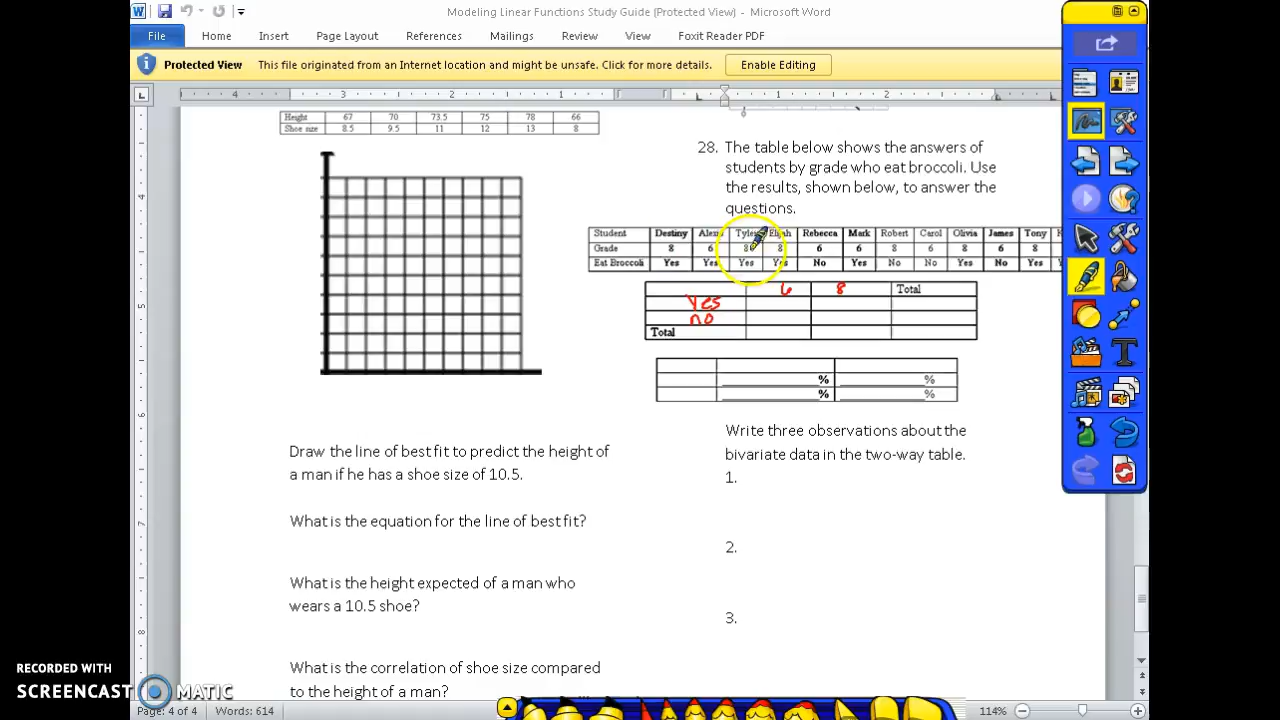 Modeling Linear Functions Study Guide (Protected View) - Microsoft Word
File Home Insert Page Layout References Mailings Review View Foxit Reader PDF
Protected View This file originated from an Internet location and might be unsafe. Click for more details. Enable Editing
4 3 2 1 1 2
Height 67 70 73.5 75 78 66
Shoe size 8.5 9.5 11 12 13 8
Draw the line of best fit to predict the height of
a man if he has a shoe size of 10.5.
What is the equation for the line of best fit?
What is the height expected of a man who
wears a 10.5 shoe?
What is the correlation of shoe size compared
to the height of a man?
28. The table below shows the answers of
students by grade who eat broccoli. Use
the results, shown below, to answer the
questions.
Student Destiny Tyler Elijah Rebecca Mark Robert Carol Olivia James Tony
Grade 8 6 8 8 6 6 8 6 8 6 8
Eat Broccoli Yes Yes Yes Yes No Yes No No Yes No Yes
6 8 Total
Yes
no
Total
% %
% %
Write three observations about the
bivariate data in the two-way table.
1.
2.
3.
RECORDED WITH
SCREENCAST MATIC
Page: 4 of 4 Words: 614 114%